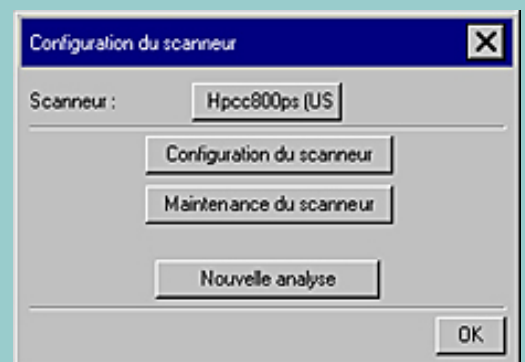 Configuration du scanneur
Scanneur : Hpcc800ps (US
Configuration du scanneur
Maintenance du scanneur
Nouvelle analyse
OK